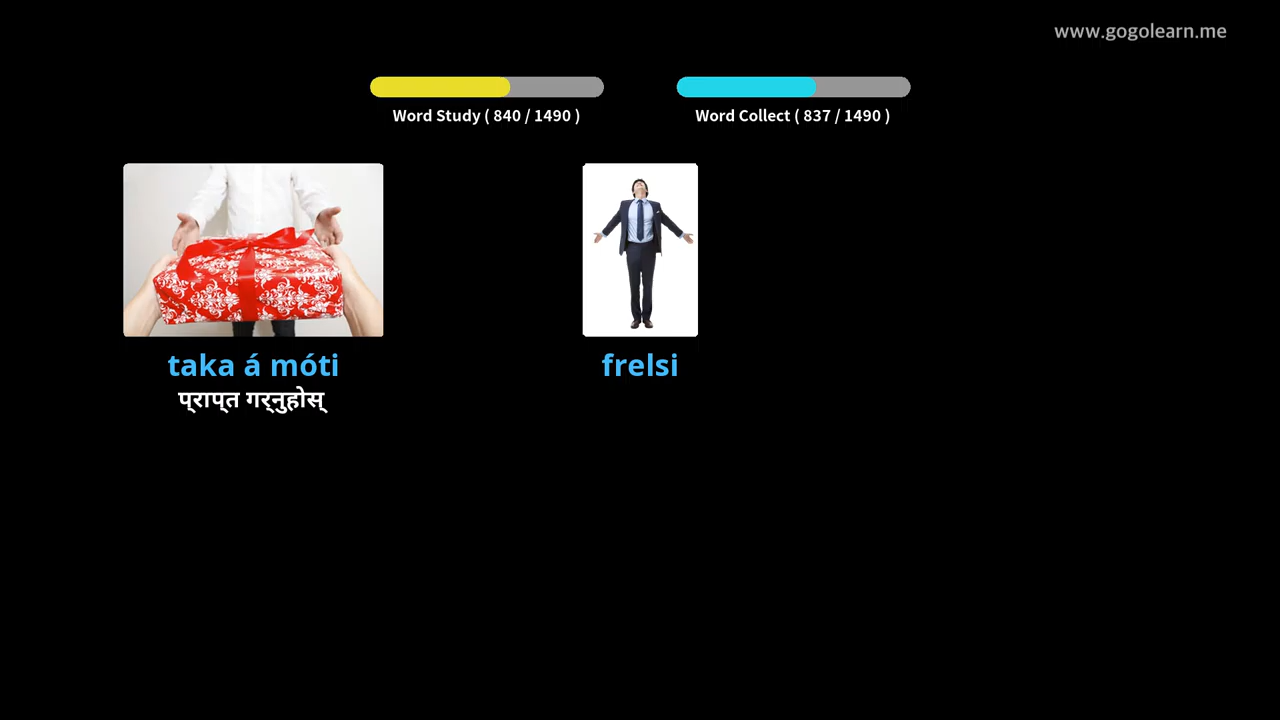 www.gogolearn.me
Word Study ( 840 / 1490 )
Word Collect ( 837 / 1490 )
taka á móti
प्राप्त गर्नुहोस्
frelsi